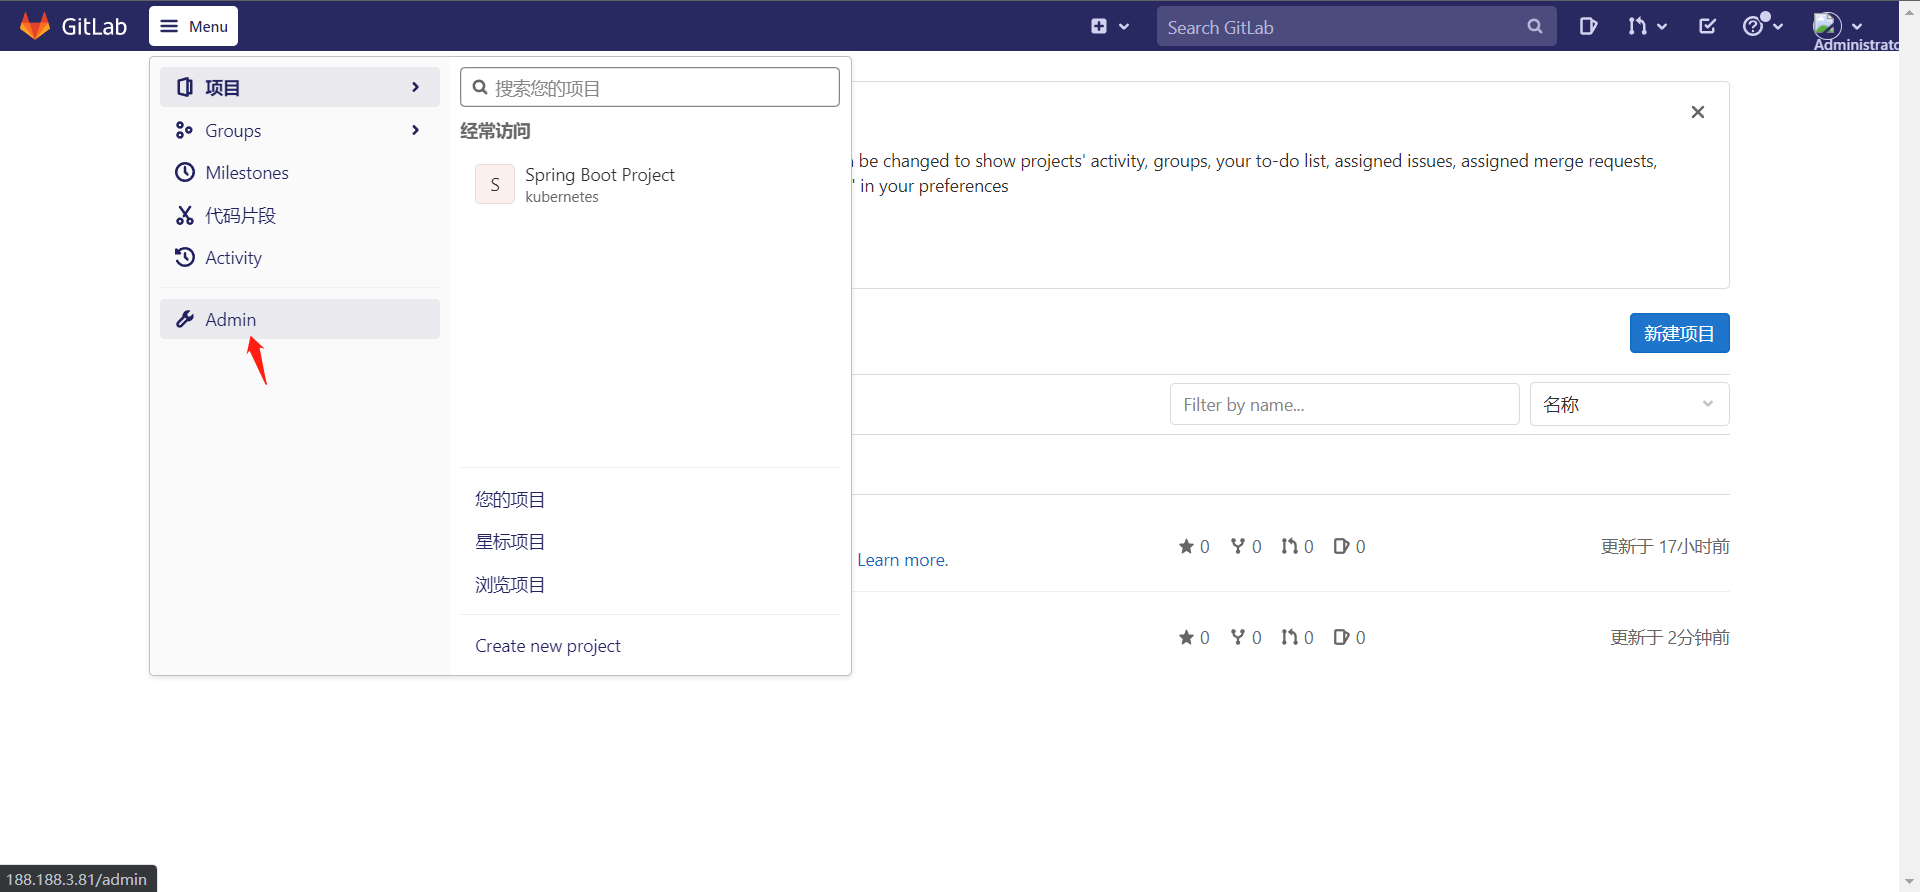 GitLab
Menu
Search GitLab
Administrato
项目
Groups
Milestones
代码片段
Activity
Admin
搜索您的项目
经常访问
S
Spring Boot Project
kubernetes
您的项目
星标项目
浏览项目
Create new project
be changed to show projects' activity, groups, your to-do list, assigned issues, assigned merge requests,
' in your preferences
新建项目
Filter by name...
名称
Learn more.
0 0 0 0
更新于 17小时前
0 0 0 0
更新于 2分钟前
188.188.3.81/admin